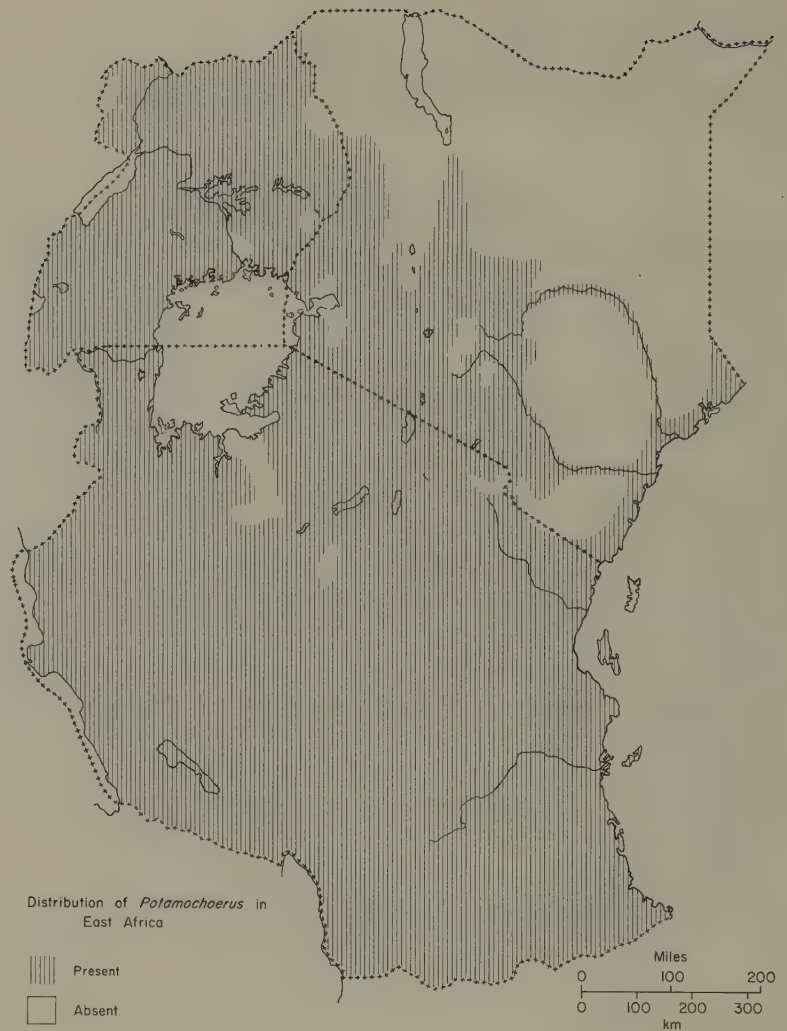 Distribution of Potamochoerus in
East Africa
Present
Absent
Miles
0 100 200
0 100 200 300
km